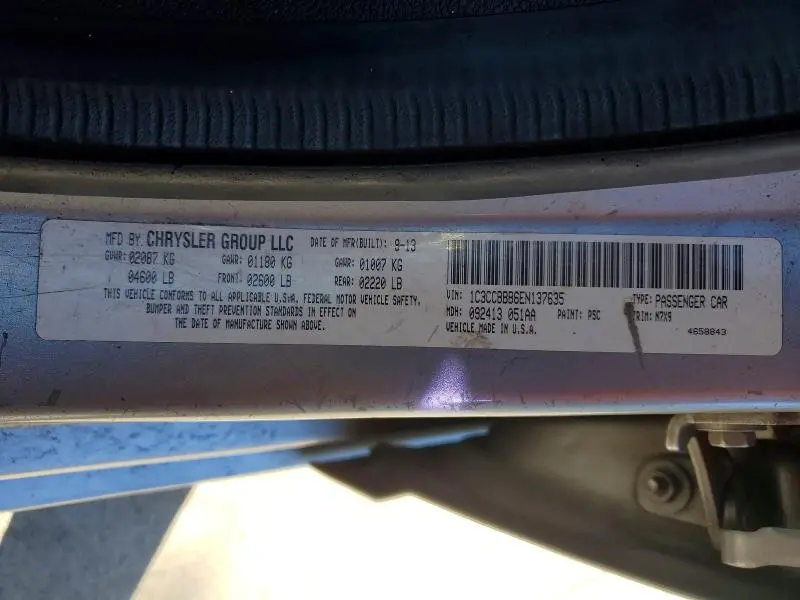 MFD BY: CHRYSLER GROUP LLC
DATE OF MFR(BUILT): 9-13
GVWR: 02087 KG GAWR: 01180 KG GAWR: 01007 KG
04600 LB FRONT: 02600 LB REAR: 02220 LB
THIS VEHICLE CONFORMS TO ALL APPLICABLE U.S.A. FEDERAL MOTOR VEHICLE SAFETY,
BUMPER AND THEFT PREVENTION STANDARDS IN EFFECT ON
THE DATE OF MANUFACTURE SHOWN ABOVE.
VIN: 1C3CCBBB6EN137635 TYPE: PASSENGER CAR
MDH: 092413 051AA PAINT: PSC TRIM: N7X9
VEHICLE MADE IN U.S.A. 4658843